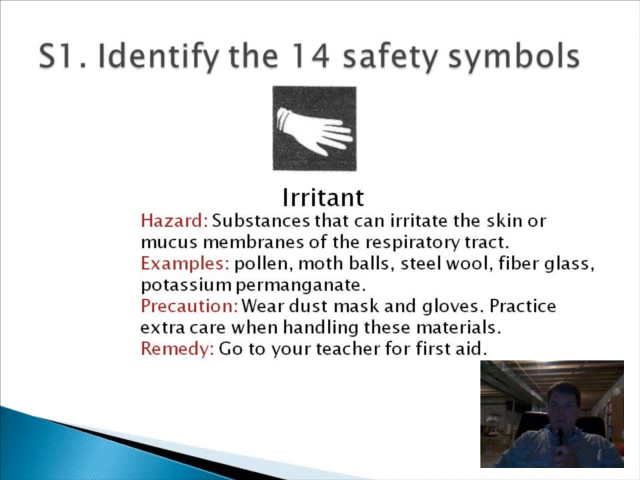 S1. Identify the 14 safety symbols
Irritant
Hazard: Substances that can irritate the skin or
mucus membranes of the respiratory tract.
Examples: pollen, moth balls, steel wool, fiber glass,
potassium permanganate.
Precaution: Wear dust mask and gloves. Practice
extra care when handling these materials.
Remedy: Go to your teacher for first aid.